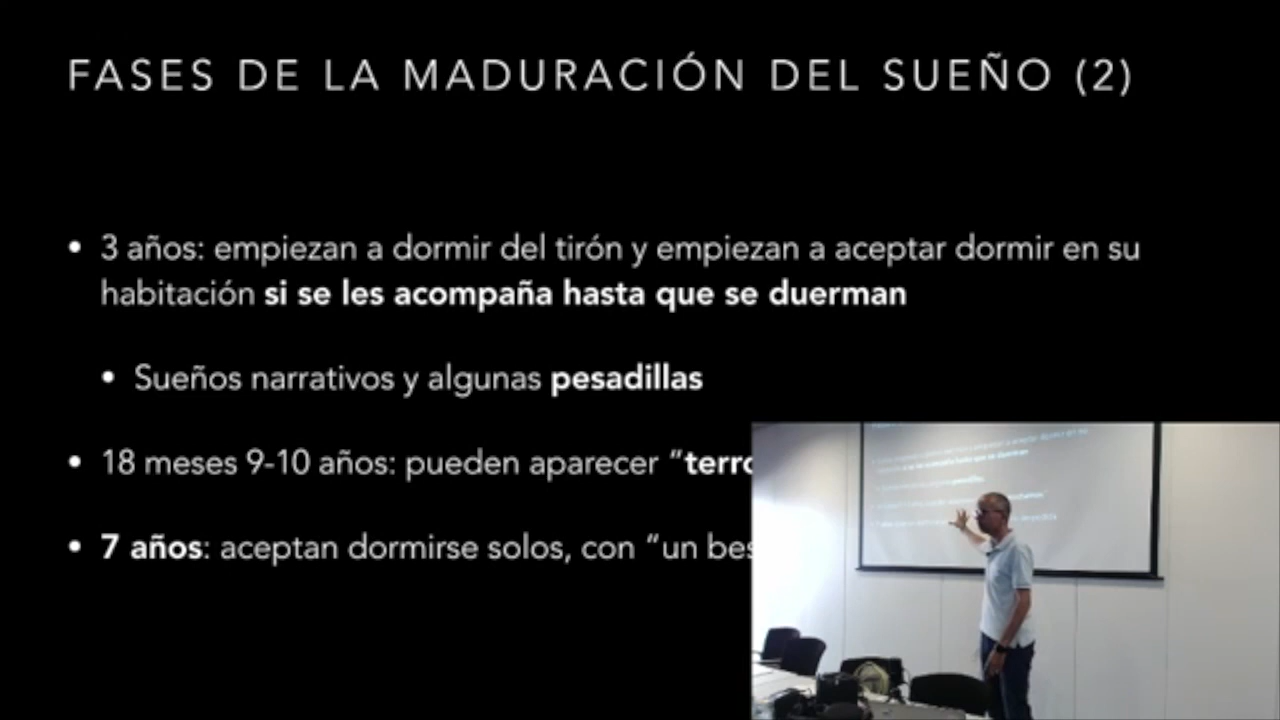 FASES DE LA MADURACIÓN DEL SUEÑO (2)
• 3 años: empiezan a dormir del tirón y empiezan a aceptar dormir en su
habitación si se les acompaña hasta que se duerman
• Sueños narrativos y algunas pesadillas
• 18 meses 9-10 años: pueden aparecer “
• 7 años: aceptan dormirse solos, con “un